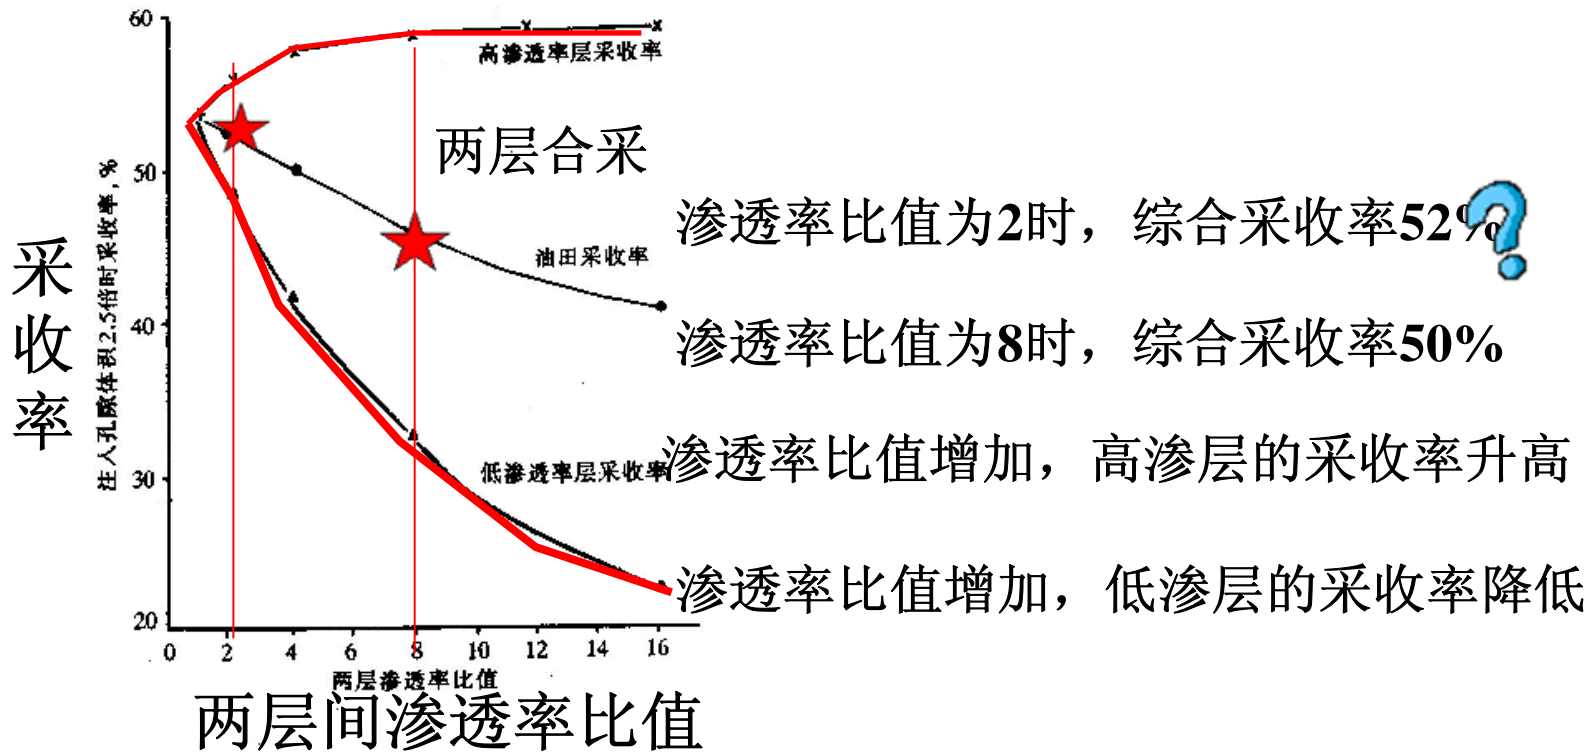 60
高渗透率层采收率
两层合采
50
渗透率比值为2时，综合采收率52%
采收率
注入孔隙体积2.5倍时采收率,%
油田采收率
40
渗透率比值为8时，综合采收率50%
渗透率比值增加，高渗层的采收率升高
30
低渗透率层采收率
渗透率比值增加，低渗层的采收率降低
20
0 2 4 6 8 10 12 14 16
两层渗透率比值
两层间渗透率比值